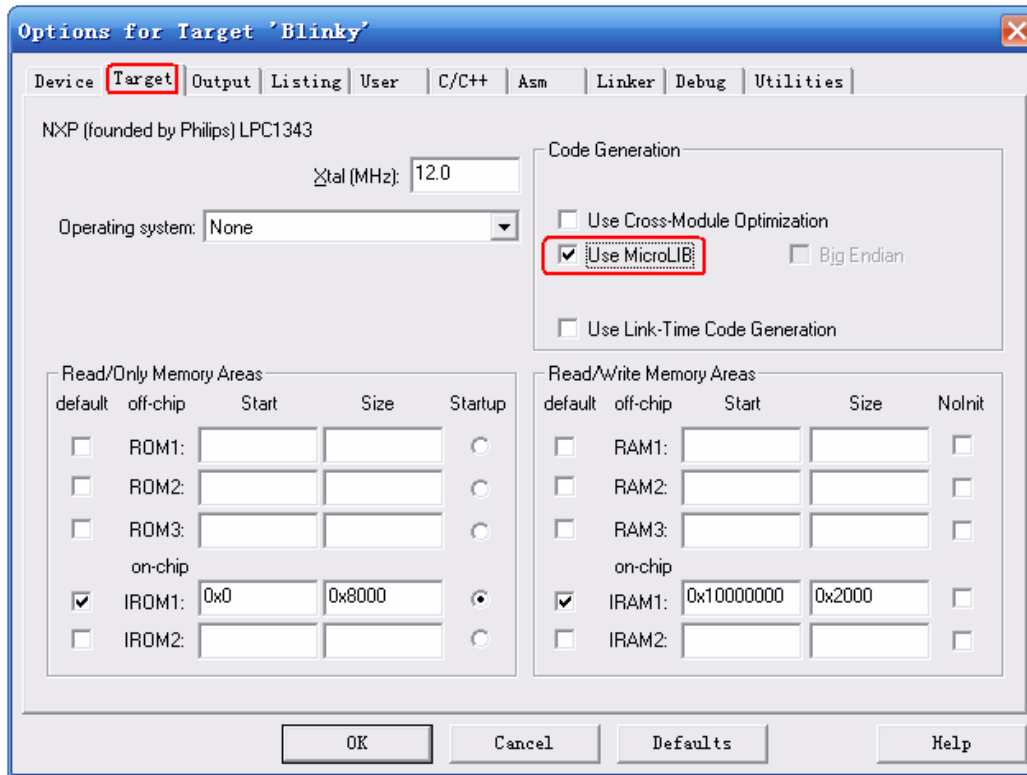 Options for Target 'Blinky'
Device Target Output Listing User C/C++ Asm Linker Debug Utilities
NXP (founded by Philips) LPC1343
Xtal (MHz): 12.0
Operating system: None
Code Generation
Use Cross-Module Optimization
Use MicroLIB Big Endian
Use Link-Time Code Generation
Read/Only Memory Areas
default off-chip Start Size Startup
ROM1:
ROM2:
ROM3:
on-chip
IROM1: 0x0 0x8000
IROM2:
Read/Write Memory Areas
default off-chip Start Size NoInit
RAM1:
RAM2:
RAM3:
on-chip
IRAM1: 0x10000000 0x2000
IRAM2:
OK Cancel Defaults Help